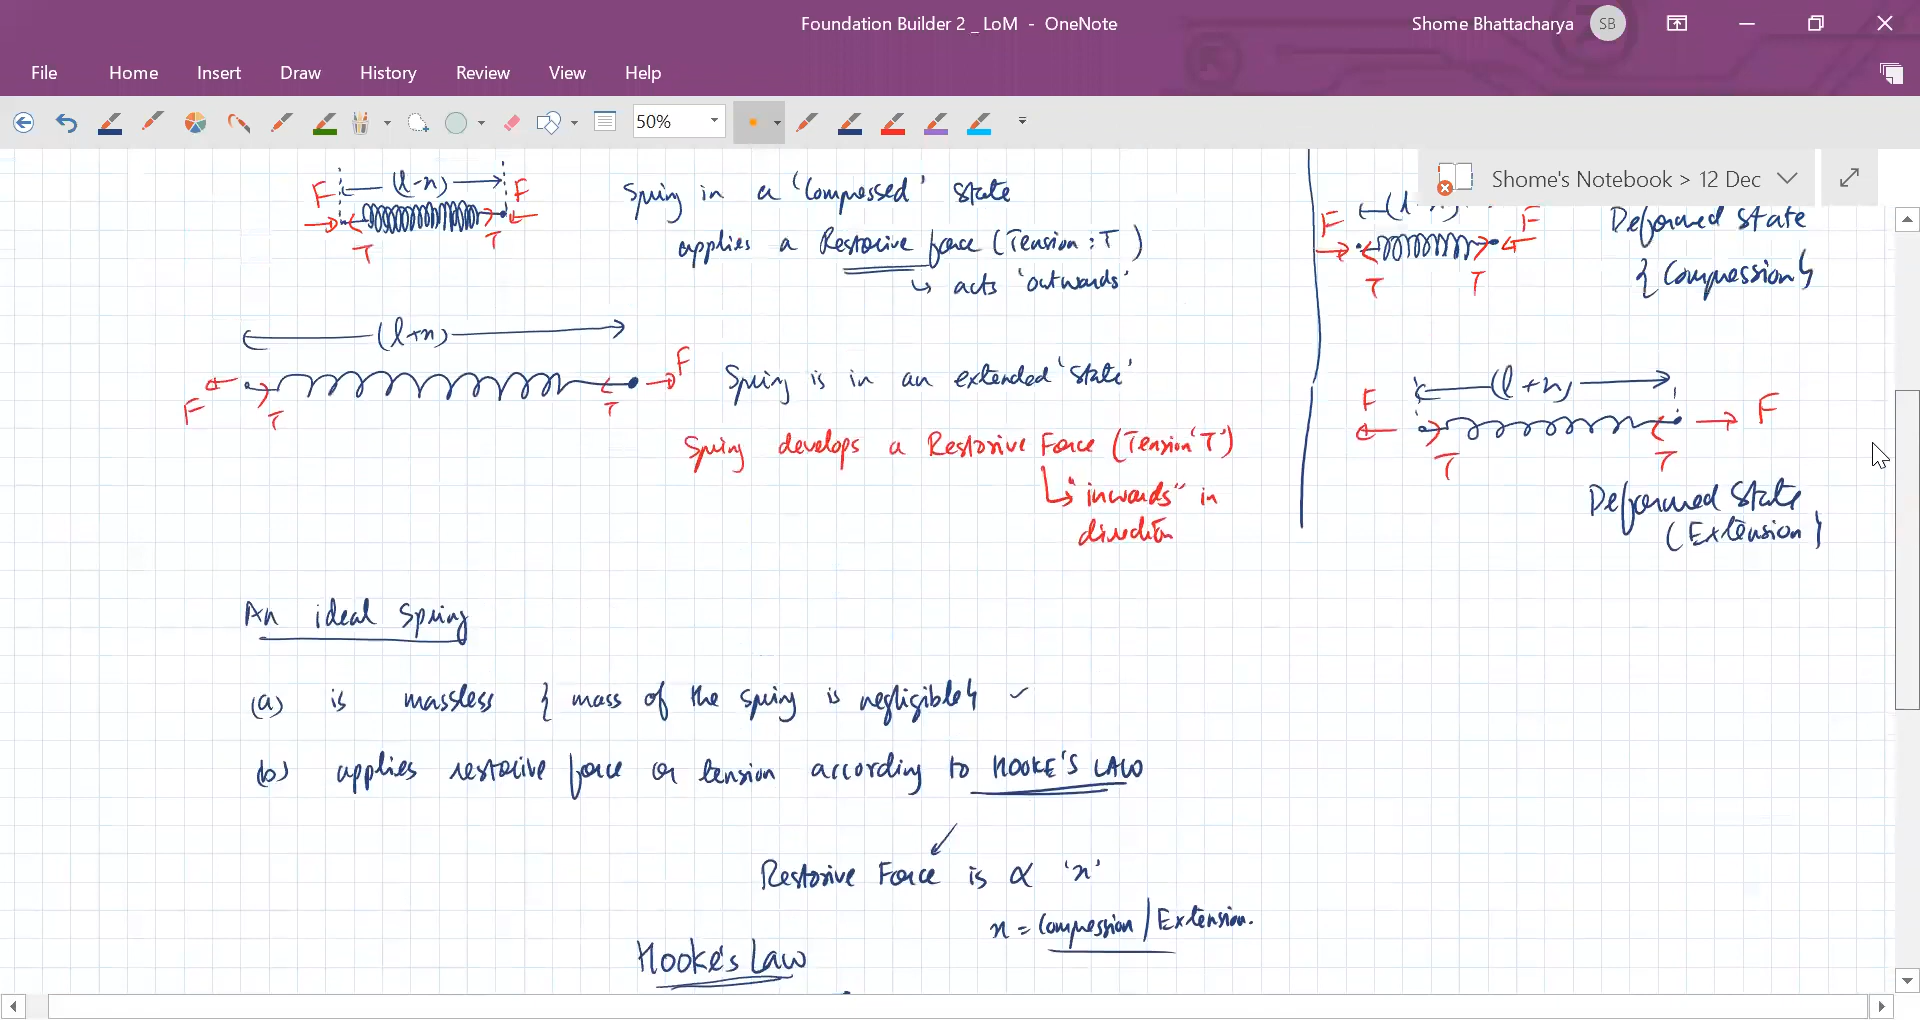 Foundation Builder 2 _ LoM - OneNote
Shome Bhattacharya
SB
File Home Insert Draw History Review View Help
50%
Shome's Notebook > 12 Dec
F (l-x) F
T T
Spring in a 'Compressed' state
applies a Restorive force (Tension : T)
↳ acts 'outwards'
(l+x)
F T T F
Spring is in an extended 'state'
Spring develops a Restorive Force (Tension 'T')
↳ "inwards" in
direction
F F
T T
Deformed State
{Compression}
(l+x)
F F
T T
Deformed State
(Extension)
An ideal Spring
(a) is massless {mass of the spring is negligible} ✓
(b) applies restorive force or tension according to HOOKE'S LAW
Restorive Force is ∝ 'x'
x = Compression / Extension.
Hooke's Law